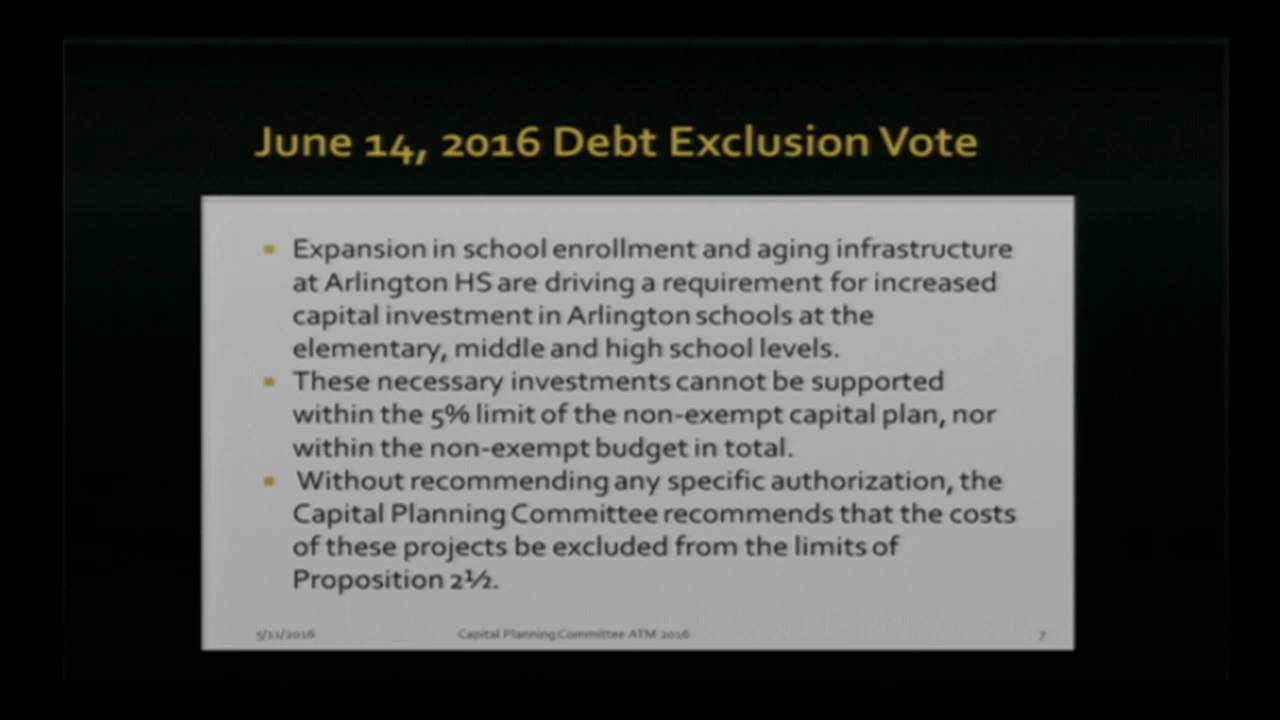 June 14, 2016 Debt Exclusion Vote
▪ Expansion in school enrollment and aging infrastructure
at Arlington HS are driving a requirement for increased
capital investment in Arlington schools at the
elementary, middle and high school levels.
▪ These necessary investments cannot be supported
within the 5% limit of the non-exempt capital plan, nor
within the non-exempt budget in total.
▪ Without recommending any specific authorization, the
Capital Planning Committee recommends that the costs
of these projects be excluded from the limits of
Proposition 2½.
5/11/2016 Capital Planning Committee ATM 2016 7